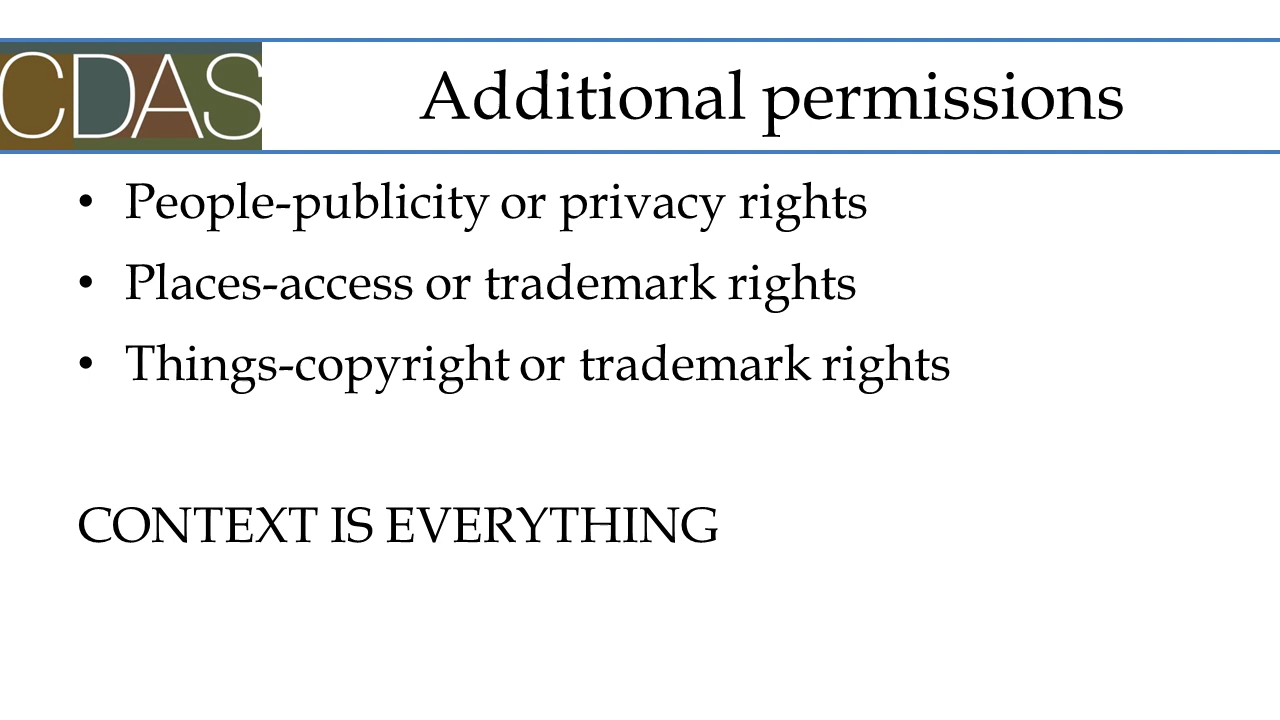 CDAS
Additional permissions
• People-publicity or privacy rights
• Places-access or trademark rights
• Things-copyright or trademark rights
CONTEXT IS EVERYTHING